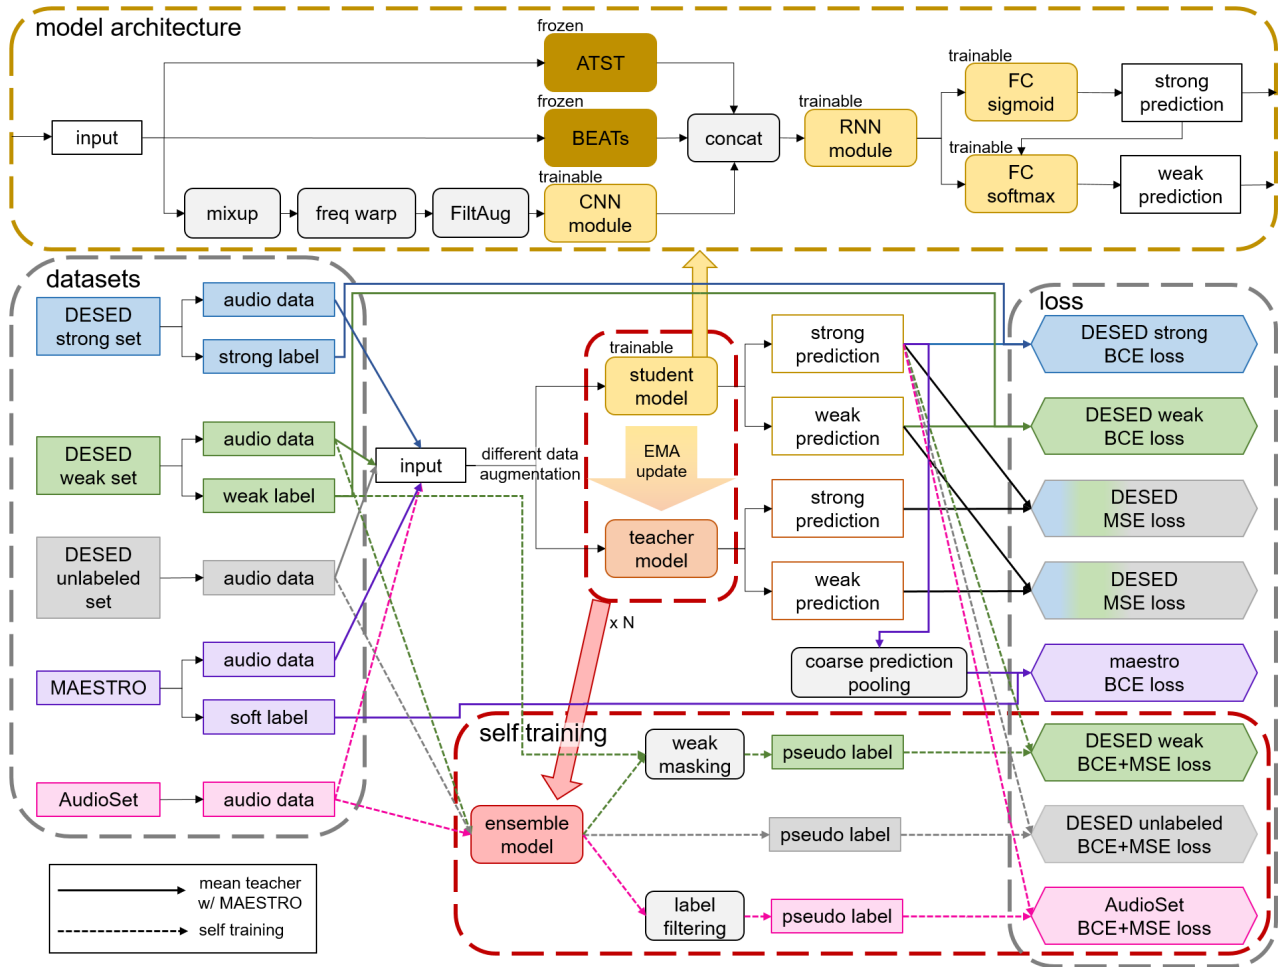 model architecture
frozen
ATST
frozen
BEATs
trainable
CNN
module
input
mixup
freq warp
FiltAug
concat
trainable
RNN
module
trainable
FC
sigmoid
trainable
FC
softmax
strong
prediction
weak
prediction
datasets
DESED
strong set
audio data
strong label
DESED
weak set
audio data
weak label
DESED
unlabeled
set
audio data
MAESTRO
audio data
soft label
AudioSet
audio data
input
different data
augmentation
trainable
student
model
EMA
update
teacher
model
x N
strong
prediction
weak
prediction
strong
prediction
weak
prediction
coarse prediction
pooling
loss
DESED strong
BCE loss
DESED weak
BCE loss
DESED
MSE loss
DESED
MSE loss
maestro
BCE loss
self training
ensemble
model
weak
masking
pseudo label
pseudo label
label
filtering
pseudo label
DESED weak
BCE+MSE loss
DESED unlabeled
BCE+MSE loss
AudioSet
BCE+MSE loss
mean teacher
w/ MAESTRO
self training